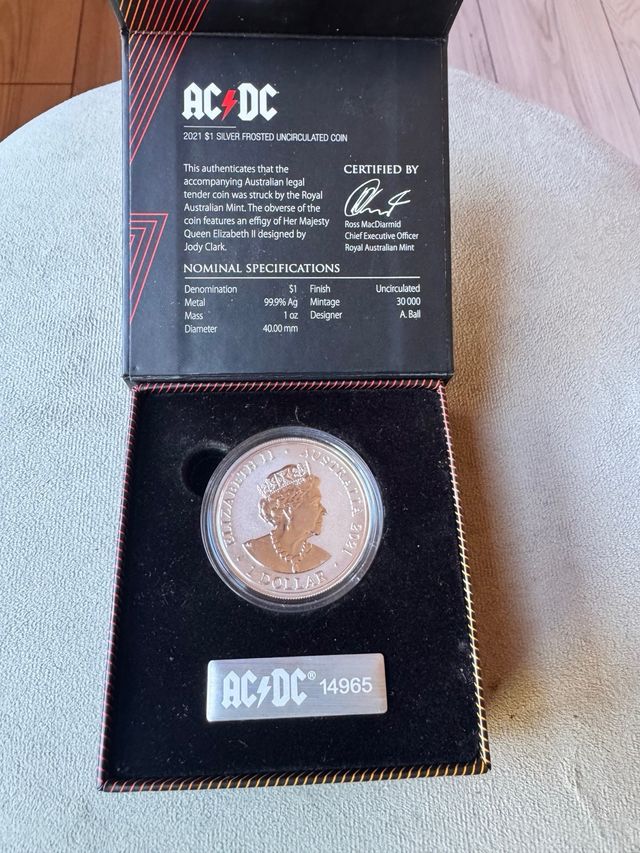 AC⚡DC
2021 $1 SILVER FROSTED UNCIRCULATED COIN
This authenticates that the
accompanying Australian legal
tender coin was struck by the Royal
Australian Mint. The obverse of the
coin features an effigy of Her Majesty
Queen Elizabeth II designed by
Jody Clark.
CERTIFIED BY
Ross MacDiarmid
Chief Executive Officer
Royal Australian Mint
NOMINAL SPECIFICATIONS
Denomination $1 Finish Uncirculated
Metal 99.9% Ag Mintage 30 000
Mass 1 oz Designer A. Ball
Diameter 40.00 mm
ELIZABETH II · AUSTRALIA 2021
· 1 DOLLAR ·
AC⚡DC® 14965